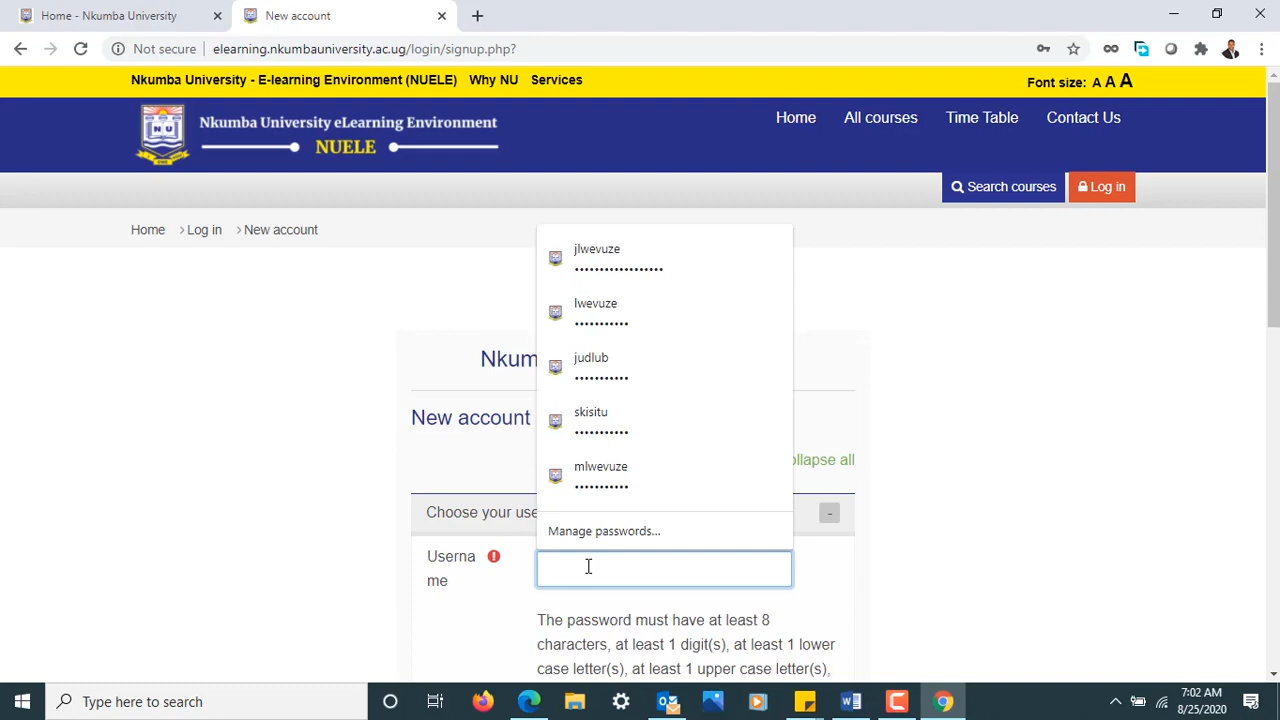 Home - Nkumba University
New account
Not secure
elearning.nkumbauniversity.ac.ug/login/signup.php?
Nkumba University - E-learning Environment (NUELE) Why NU Services
Font size: A A A
Nkumba University eLearning Environment
NUELE
Home All courses Time Table Contact Us
Search courses
Log in
Home > Log in > New account
jlwevuze
••••••••••••••••••
lwevuze
•••••••••••
judlub
•••••••••••
skisitu
•••••••••••
mlwevuze
•••••••••••
Manage passwords...
Nkum
New account
ollapse all
Choose your use
-
Userna
me
The password must have at least 8
characters, at least 1 digit(s), at least 1 lower
case letter(s), at least 1 upper case letter(s),
Type here to search
7:02 AM
8/25/2020